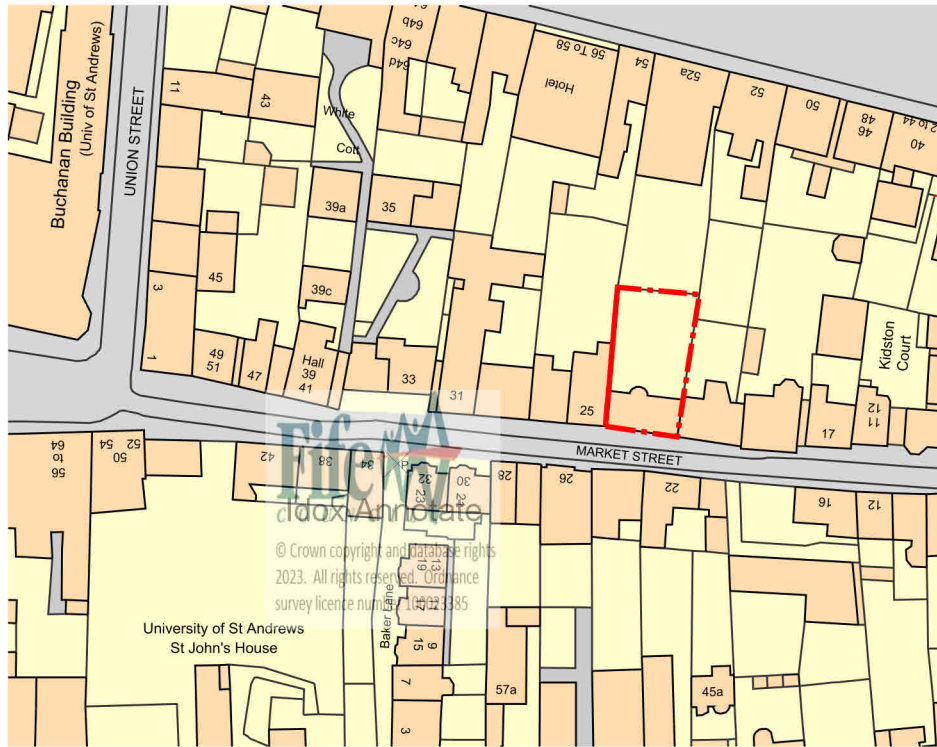 Buchanan Building
(Univ of St Andrews)
UNION STREET
11
43
64b
64c
64d
White
Cott
Hotel
56 To 58
54
52a
52
50
48
46
2 to 44
40
39a
35
39c
45
3
1
49
51
47
Hall
39
41
33
31
25
MARKET STREET
17
Kidston
Court
12
11
56
to
64
52
50
54
42
38
34
P
32
23
30
24
28
26
22
16
12
Fife
Idox Annotate
© Crown copyright and database rights
2023. All rights reserved. Ordnance
survey licence number 100023385
13
19
17
9
15
7
3
Baker Lane
University of St Andrews
St John's House
57a
45a